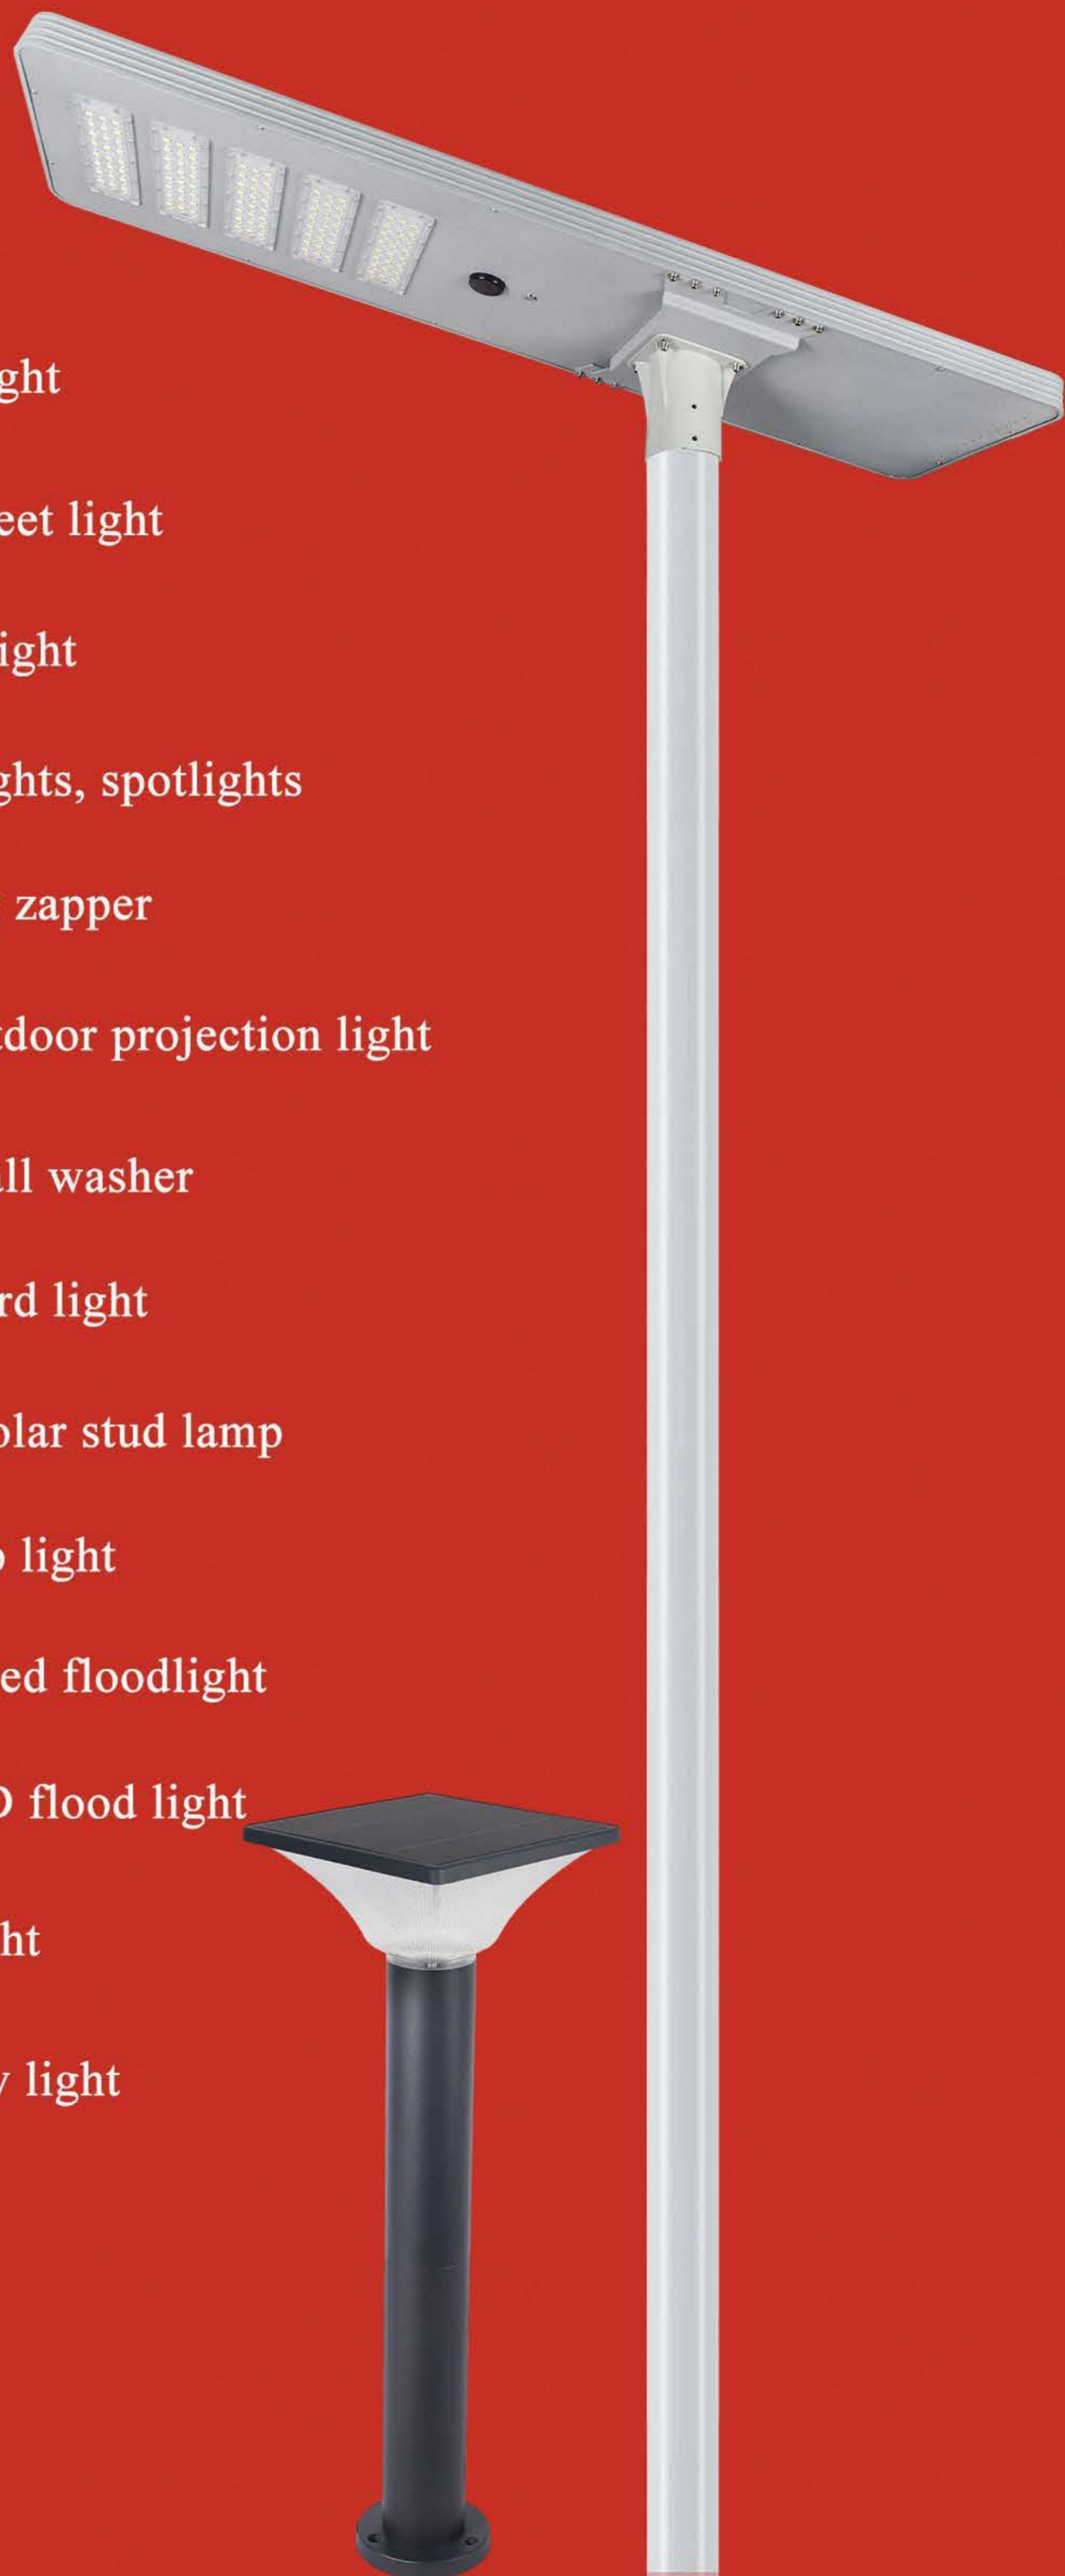 ght
eet light
ight
ghts, spotlights
zapper
tdoor projection light
all washer
rd light
olar stud lamp
light
ed floodlight
D flood light
ht
light